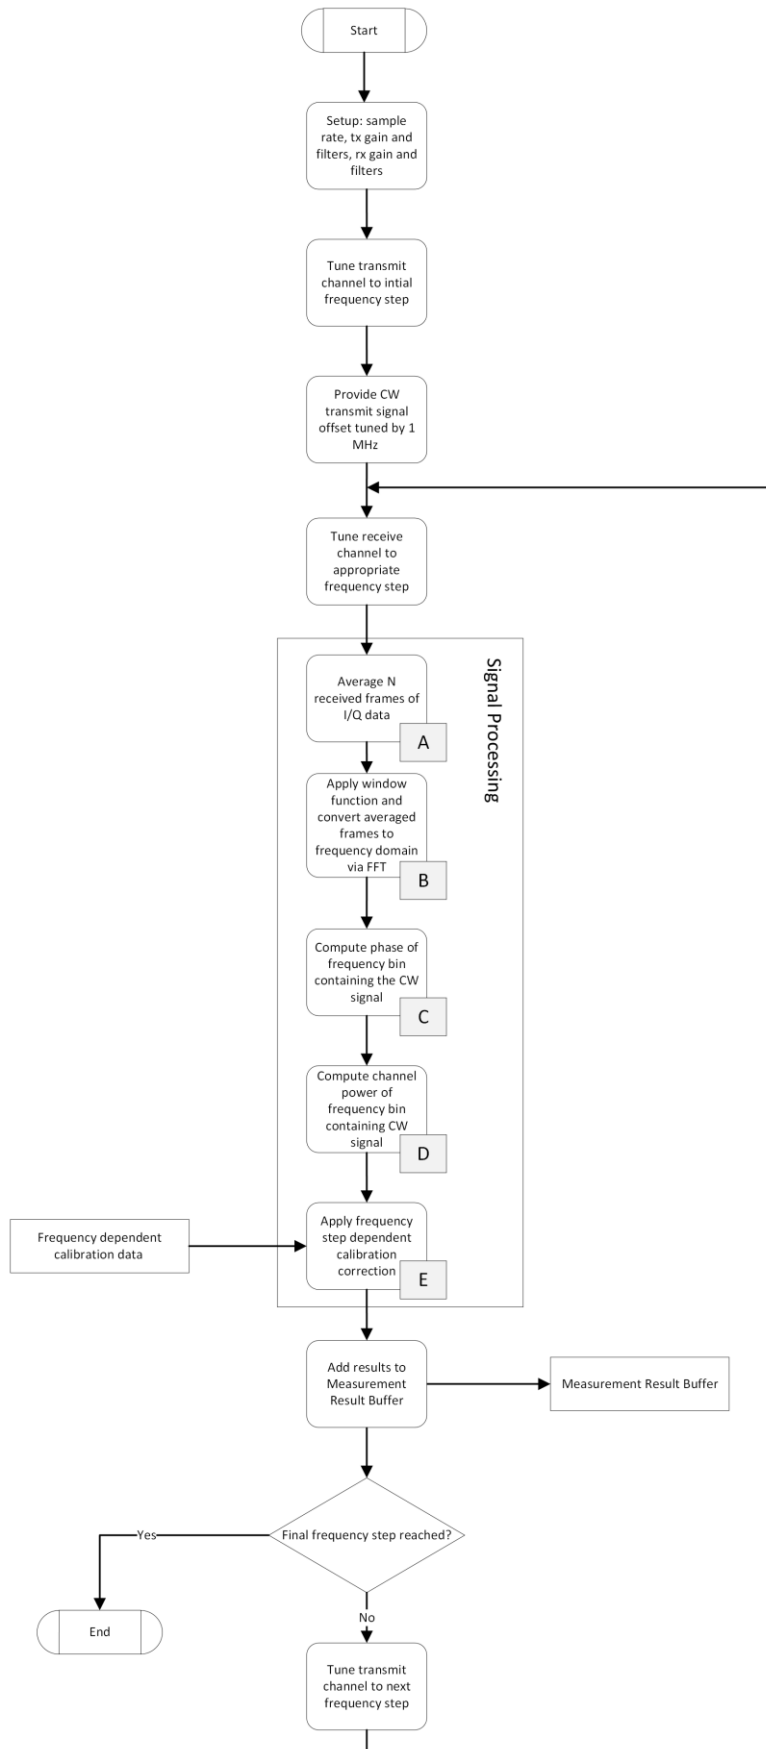 Start
Setup: sample
rate, tx gain and
filters, rx gain and
filters
Tune transmit
channel to intial
frequency step
Provide CW
transmit signal
offset tuned by 1
MHz
Tune receive
channel to
appropriate
frequency step
Signal Processing
Average N
received frames of
I/Q data
A
Apply window
function and
convert averaged
frames to
frequency domain
via FFT
B
Compute phase of
frequency bin
containing the CW
signal
C
Compute channel
power of
frequency bin
containing CW
signal
D
Frequency dependent
calibration data
Apply frequency
step dependent
calibration
correction
E
Add results to
Measurement
Result Buffer
Measurement Result Buffer
Final frequency step reached?
Yes
End
No
Tune transmit
channel to next
frequency step